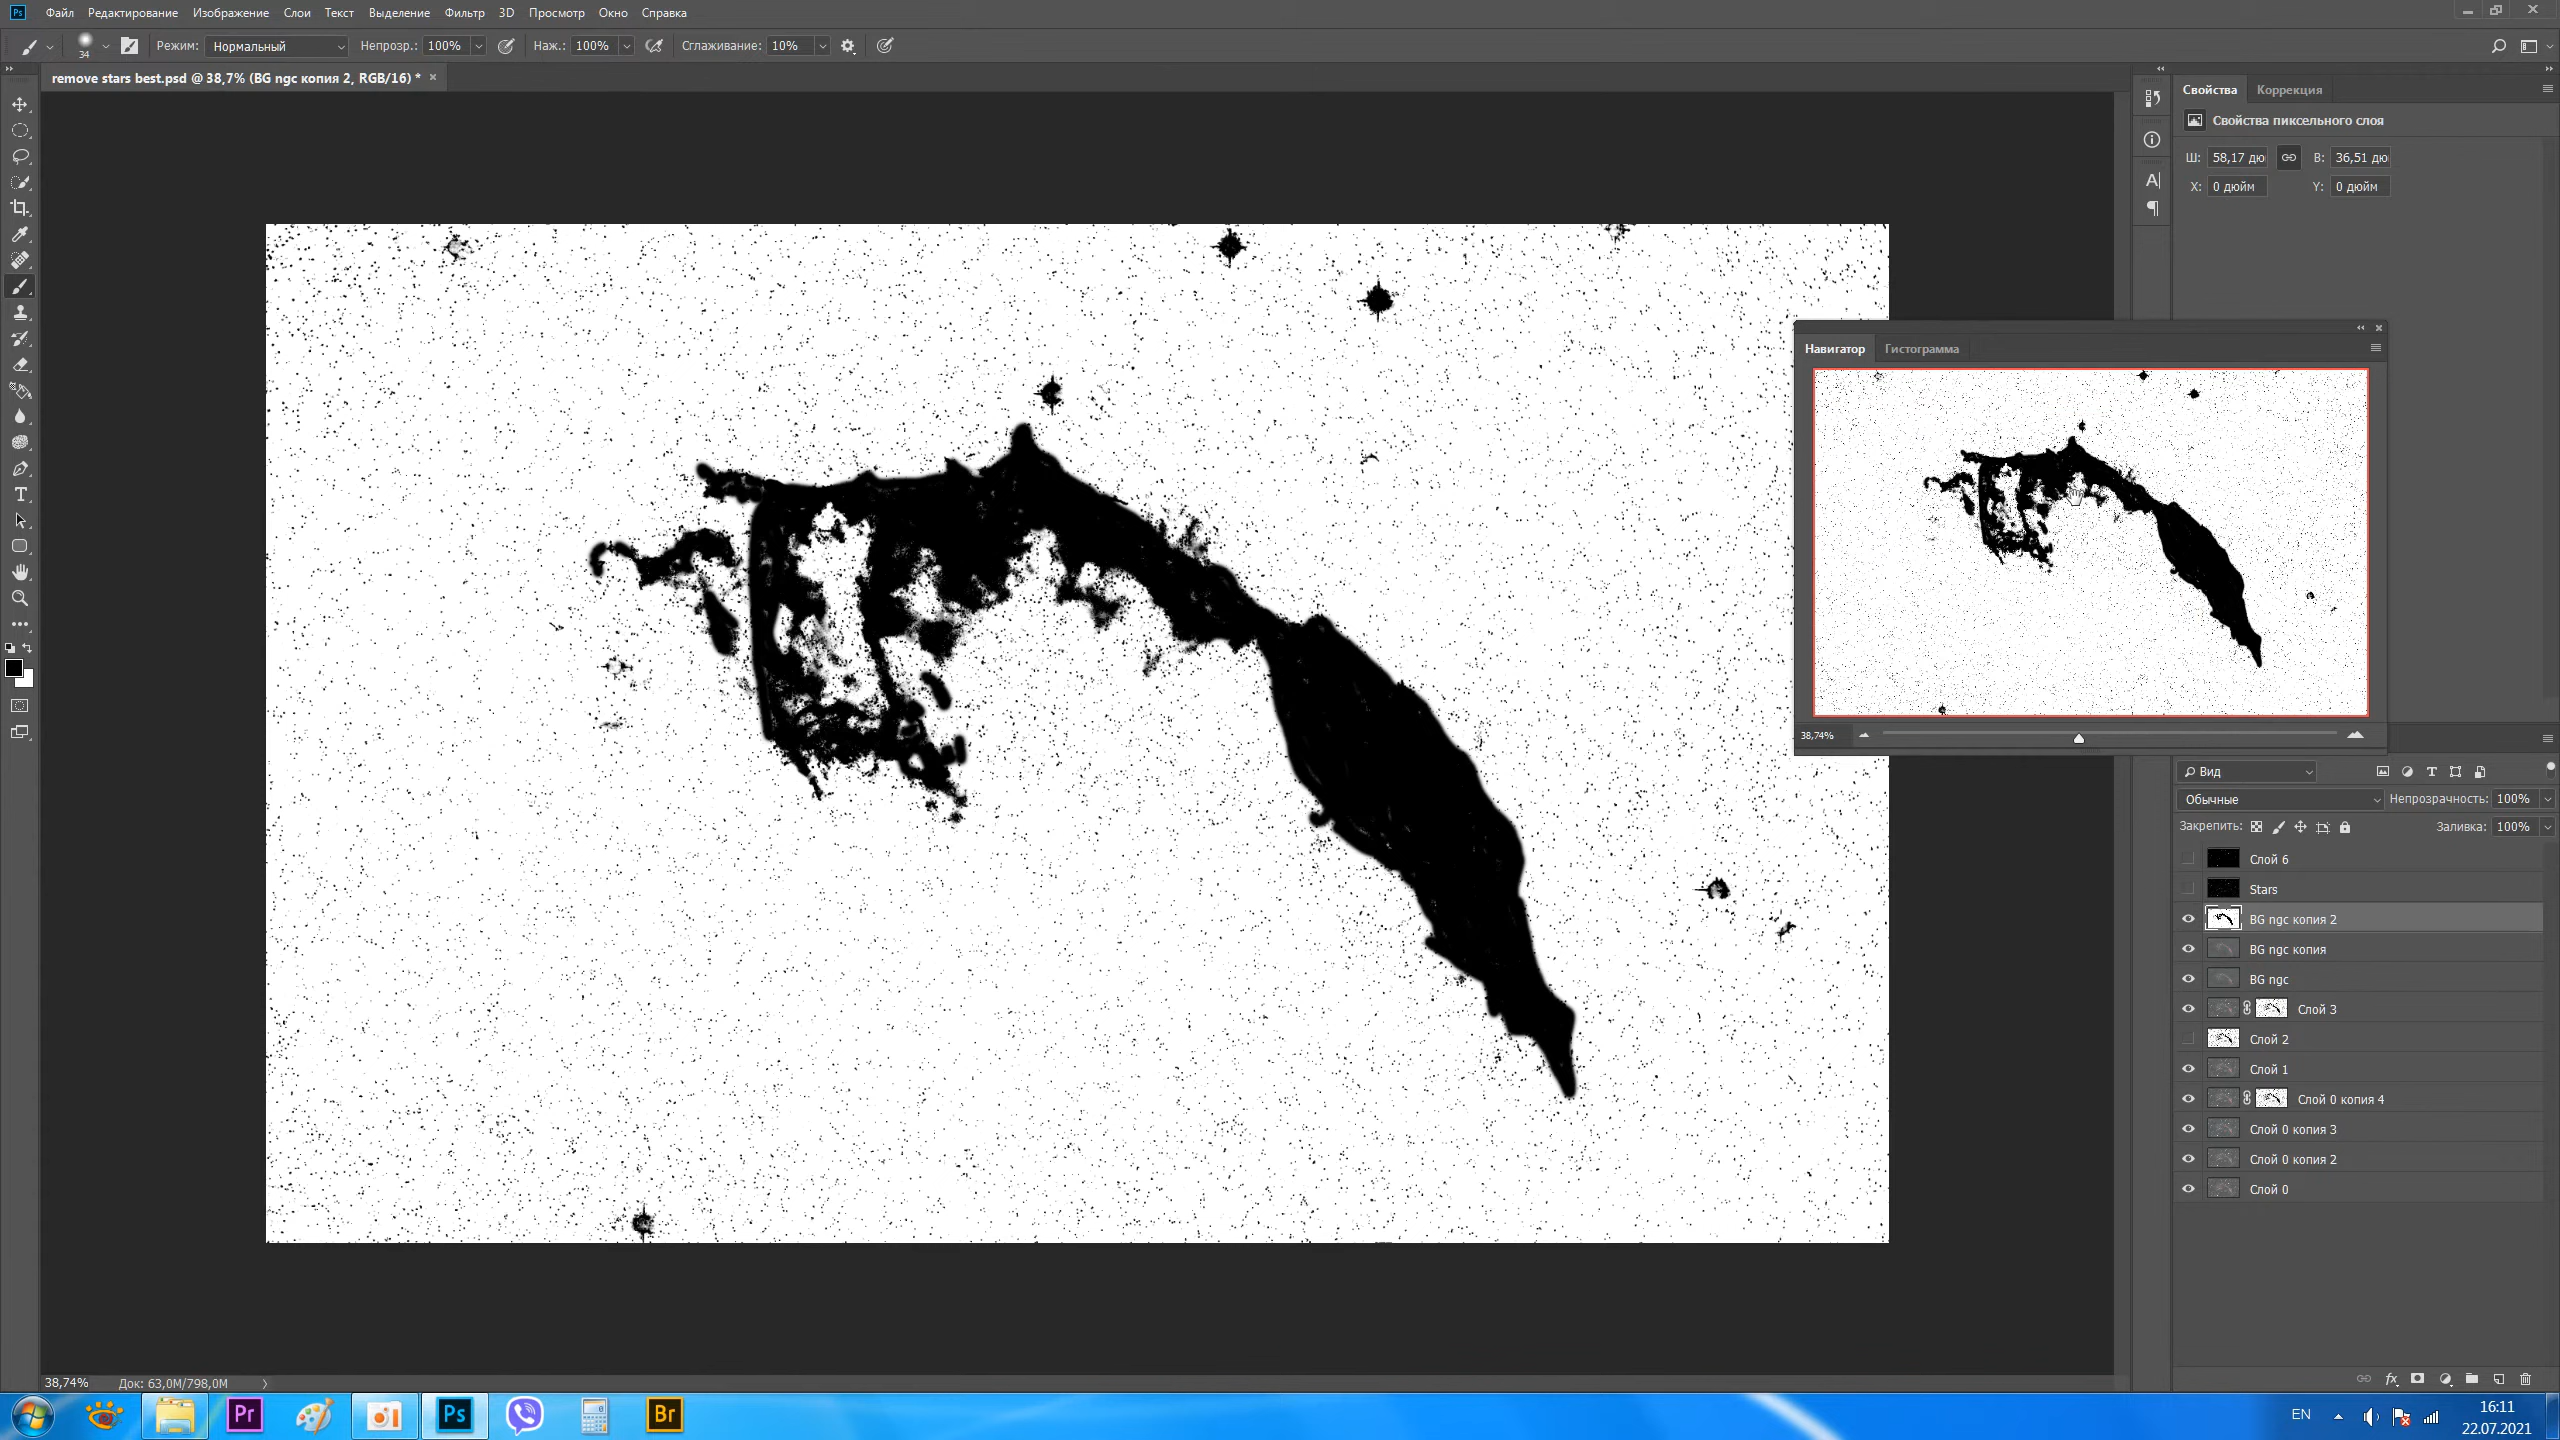 Ps Файл Редактирование Изображение Слои Текст Выделение Фильтр 3D Просмотр Окно Справка
34 Режим: Нормальный Непрозр.: 100% Наж.: 100% Сглаживание: 10%
remove stars best.psd @ 38,7% (BG ngc копия 2, RGB/16) * ×
Свойства Коррекция
Свойства пиксельного слоя
Ш: 58,17 дю В: 36,51 дю
X: 0 дюйм Y: 0 дюйм
Навигатор Гистограмма
38,74%
Вид
Обычные Непрозрачность: 100%
Закрепить: Заливка: 100%
Слой 6
Stars
BG ngc копия 2
BG ngc копия
BG ngc
Слой 3
Слой 2
Слой 1
Слой 0 копия 4
Слой 0 копия 3
Слой 0 копия 2
Слой 0
38,74% Док: 63,0M/798,0M
Pr Ps Br EN 16:11
22.07.2021